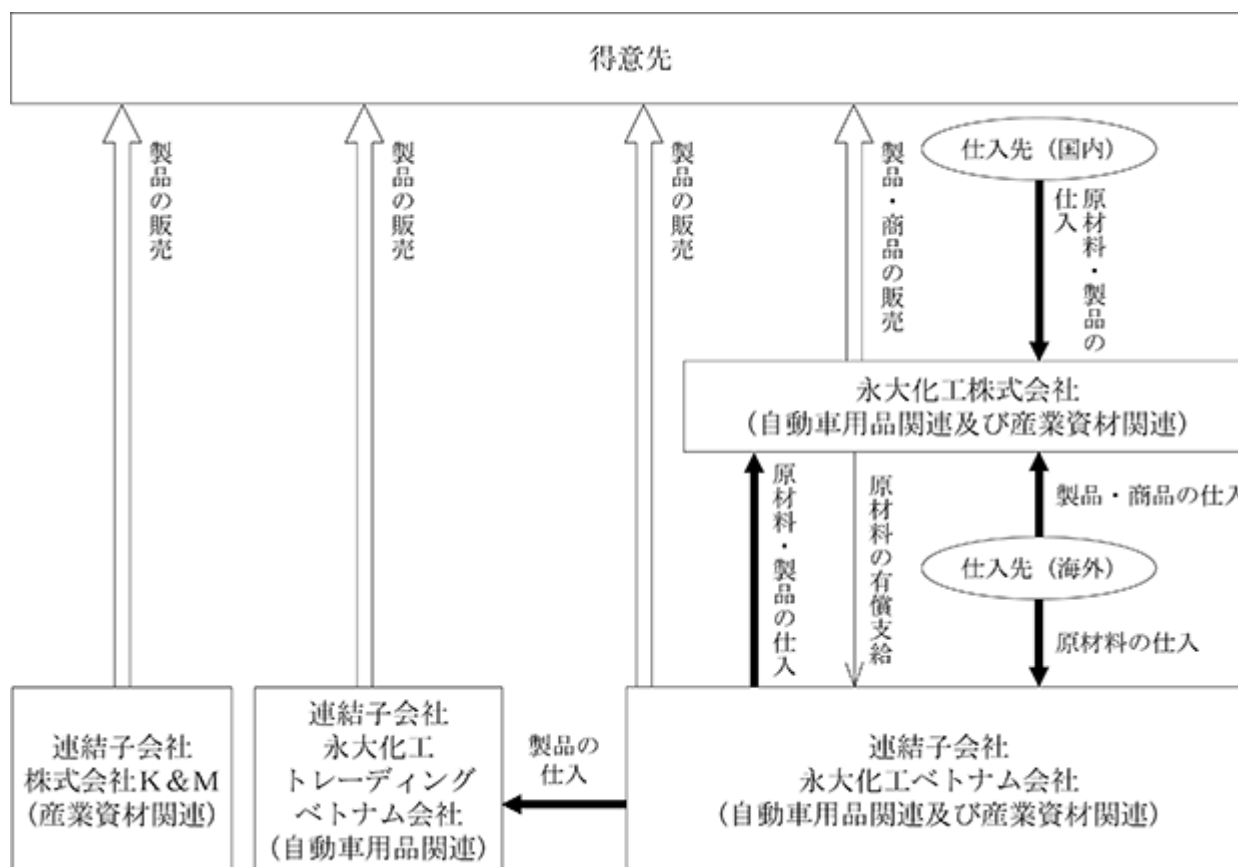 得意先
製品の販売
製品の販売
製品の販売
製品・商品の販売
仕入先（国内）
原材料・製品の
仕入
永大化工株式会社
（自動車用品関連及び産業資材関連）
原材料・製品の仕入
原材料の有償支給
製品・商品の仕入
仕入先（海外）
原材料の仕入
連結子会社
株式会社Ｋ＆Ｍ
（産業資材関連）
連結子会社
永大化工
トレーディング
ベトナム会社
（自動車用品関連）
製品の
仕入
連結子会社
永大化工ベトナム会社
（自動車用品関連及び産業資材関連）